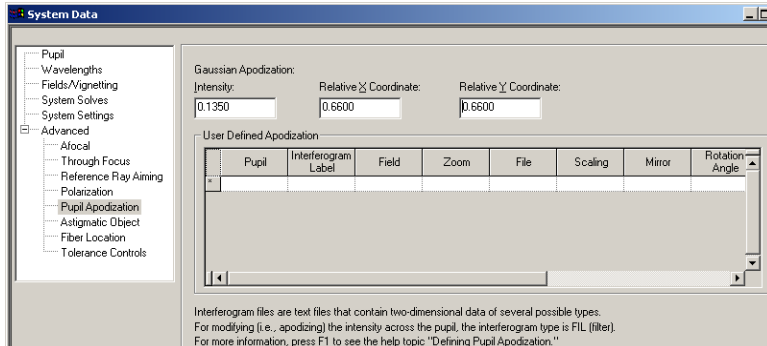 System Data
Pupil
Wavelengths
Fields/Vignetting
System Solves
System Settings
Advanced
Afocal
Through Focus
Reference Ray Aiming
Polarization
Pupil Apodization
Astigmatic Object
Fiber Location
Tolerance Controls
Gaussian Apodization:
Intensity: Relative X Coordinate: Relative Y Coordinate:
0.1350 0.6600 0.6600
User Defined Apodization
Pupil Interferogram Label Field Zoom File Scaling Mirror Rotation Angle
*
Interferogram files are text files that contain two-dimensional data of several possible types.
For modifying (i.e., apodizing) the intensity across the pupil, the interferogram type is FIL (filter).
For more information, press F1 to see the help topic "Defining Pupil Apodization."